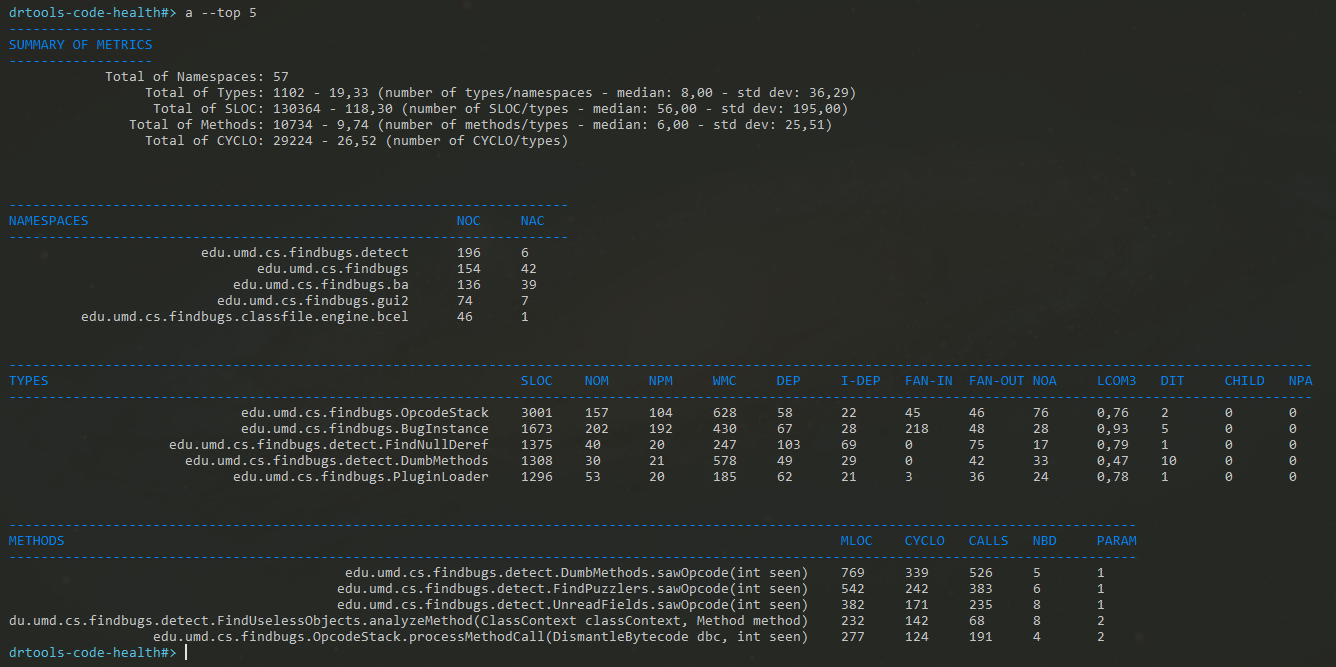 drtools-code-health#> a --top 5
------------------
SUMMARY OF METRICS
------------------
Total of Namespaces: 57
Total of Types: 1102 - 19,33 (number of types/namespaces - median: 8,00 - std dev: 36,29)
Total of SLOC: 130364 - 118,30 (number of SLOC/types - median: 56,00 - std dev: 195,00)
Total of Methods: 10734 - 9,74 (number of methods/types - median: 6,00 - std dev: 25,51)
Total of CYCLO: 29224 - 26,52 (number of CYCLO/types)
----------------------------------------------------------------------
NAMESPACES NOC NAC
----------------------------------------------------------------------
edu.umd.cs.findbugs.detect 196 6
edu.umd.cs.findbugs 154 42
edu.umd.cs.findbugs.ba 136 39
edu.umd.cs.findbugs.gui2 74 7
edu.umd.cs.findbugs.classfile.engine.bcel 46 1
-------------------------------------------------------------------------------------------------------------------------------------------------------------------
TYPES SLOC NOM NPM WMC DEP I-DEP FAN-IN FAN-OUT NOA LCOM3 DIT CHILD NPA
-------------------------------------------------------------------------------------------------------------------------------------------------------------------
edu.umd.cs.findbugs.OpcodeStack 3001 157 104 628 58 22 45 46 76 0,76 2 0 0
edu.umd.cs.findbugs.BugInstance 1673 202 192 430 67 28 218 48 28 0,93 5 0 0
edu.umd.cs.findbugs.detect.FindNullDeref 1375 40 20 247 103 69 0 75 17 0,79 1 0 0
edu.umd.cs.findbugs.detect.DumbMethods 1308 30 21 578 49 29 0 42 33 0,47 10 0 0
edu.umd.cs.findbugs.PluginLoader 1296 53 20 185 62 21 3 36 24 0,78 1 0 0
---------------------------------------------------------------------------------------------------------------------------------------------
METHODS MLOC CYCLO CALLS NBD PARAM
---------------------------------------------------------------------------------------------------------------------------------------------
edu.umd.cs.findbugs.detect.DumbMethods.sawOpcode(int seen) 769 339 526 5 1
edu.umd.cs.findbugs.detect.FindPuzzlers.sawOpcode(int seen) 542 242 383 6 1
edu.umd.cs.findbugs.detect.UnreadFields.sawOpcode(int seen) 382 171 235 8 1
du.umd.cs.findbugs.detect.FindUselessObjects.analyzeMethod(ClassContext classContext, Method method) 232 142 68 8 2
edu.umd.cs.findbugs.OpcodeStack.processMethodCall(DismantleBytecode dbc, int seen) 277 124 191 4 2
drtools-code-health#>